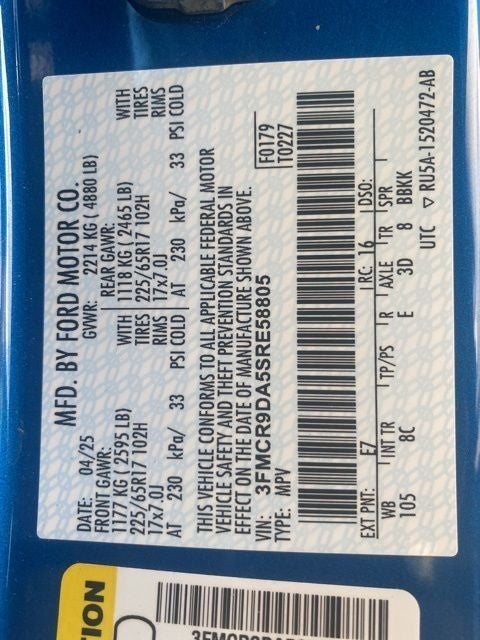 MFD. BY FORD MOTOR CO.
DATE: 04/25 GVWR: 2214 KG ( 4880 LB)
FRONT GAWR: REAR GAWR:
1177 KG ( 2595 LB) WITH 1118 KG ( 2465 LB) WITH
225/65R17 102H TIRES 225/65R17 102H TIRES
17x7.0J RIMS 17x7.0J RIMS
AT 230 kPa/ 33 PSI COLD AT 230 kPa/ 33 PSI COLD
THIS VEHICLE CONFORMS TO ALL APPLICABLE FEDERAL MOTOR
VEHICLE SAFETY AND THEFT PREVENTION STANDARDS IN
EFFECT ON THE DATE OF MANUFACTURE SHOWN ABOVE.
VIN: 3FMCR9DA5SRE58805 F0179
TYPE: MPV T0227
EXT PNT: EZ RC: 16 DSO:
WB INT TR TP/PS R AXLE TR SPR
105 8C E 3D 8 BBKK
UTC ▽ RU5A-1520472-AB
ION